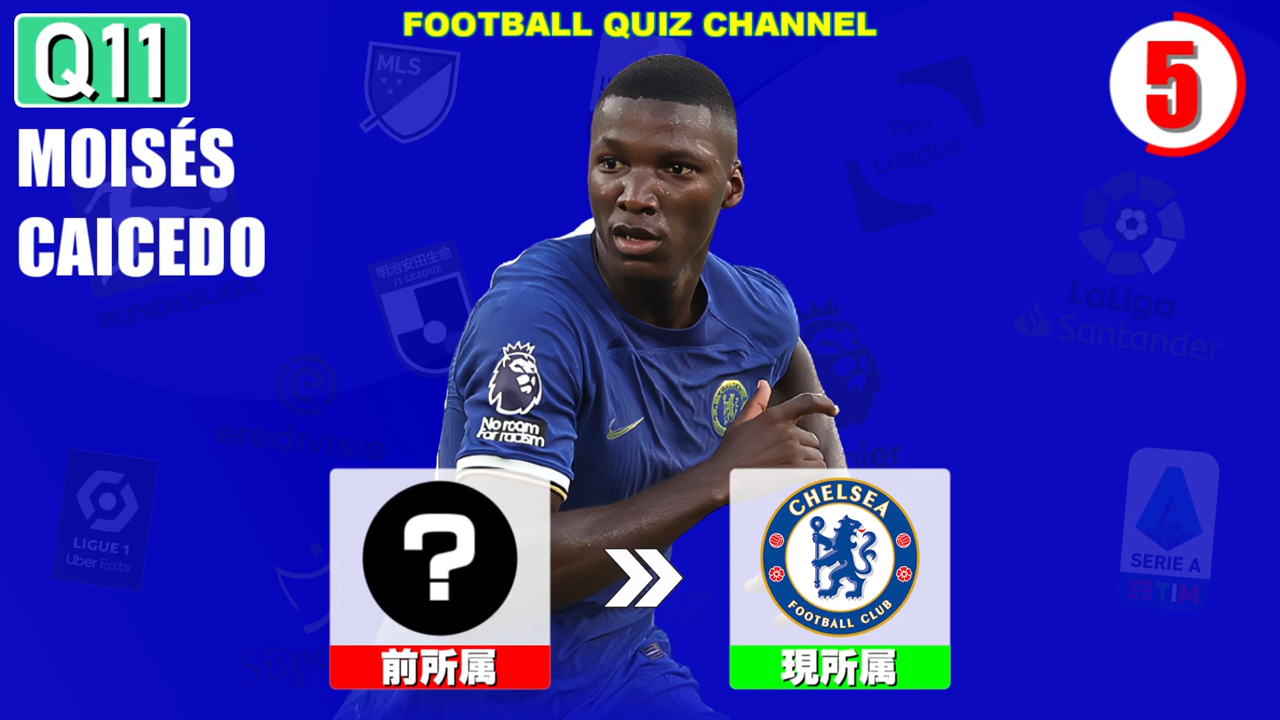 FOOTBALL QUIZ CHANNEL
Q11
5
MOISÉS
CAICEDO
MLS
Pro
League
明治安田生命
J1 LEAGUE
BUNDESLIGA
LaLiga
Santander
eredivisie
No room
For racism
LIGUE 1
Uber Eats
SERIE A
TIM
?
前所属
CHELSEA
FOOTBALL CLUB
現所属